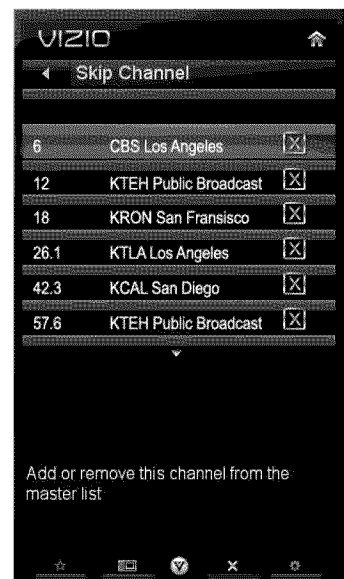 VIZIO
Skip Channel
6 CBS Los Angeles X
12 KTEH Public Broadcast X
18 KRON San Fransisco X
26.1 KTLA Los Angeles X
42.3 KCAL San Diego X
57.6 KTEH Public Broadcast X
Add or remove this channel from the
master list